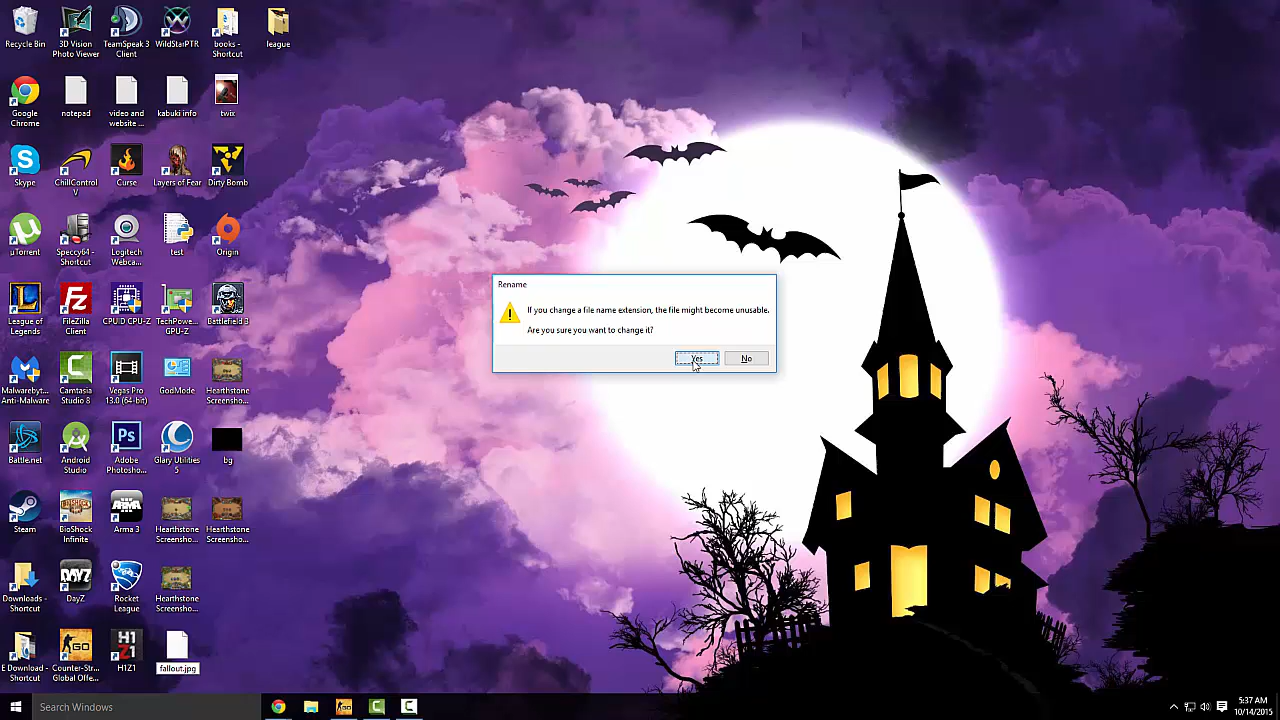 Recycle Bin
3D Vision
Photo Viewer
TeamSpeak 3
Client
WildStarPTR
books -
Shortcut
league
Google
Chrome
notepad
video and
website ...
kabuki info
twix
Skype
ChillControl
V
Curse
Layers of Fear
Dirty Bomb
µTorrent
Speccy64 -
Shortcut
Logitech
Webca...
test
Origin
League of
Legends
FileZilla
Client
CPUID CPU-Z
TechPowe...
GPU-Z
Battlefield 3
Malwarebyt...
Anti-Malware
Camtasia
Studio 8
Vegas Pro
13.0 (64-bit)
GodMode
Hearthstone
Screensho...
Battle.net
Android
Studio
Adobe
Photosho...
Glary Utilities
5
bg
Steam
BioShock
Infinite
Arma 3
Hearthstone
Screensho...
Hearthstone
Screensho...
Downloads -
Shortcut
DayZ
Rocket
League
Hearthstone
Screensho...
E Download -
Shortcut
Counter-Str...
Global Offe...
H1Z1
fallout.jpg
Rename
If you change a file name extension, the file might become unusable.
Are you sure you want to change it?
Yes
No
Search Windows
5:37 AM
10/14/2015